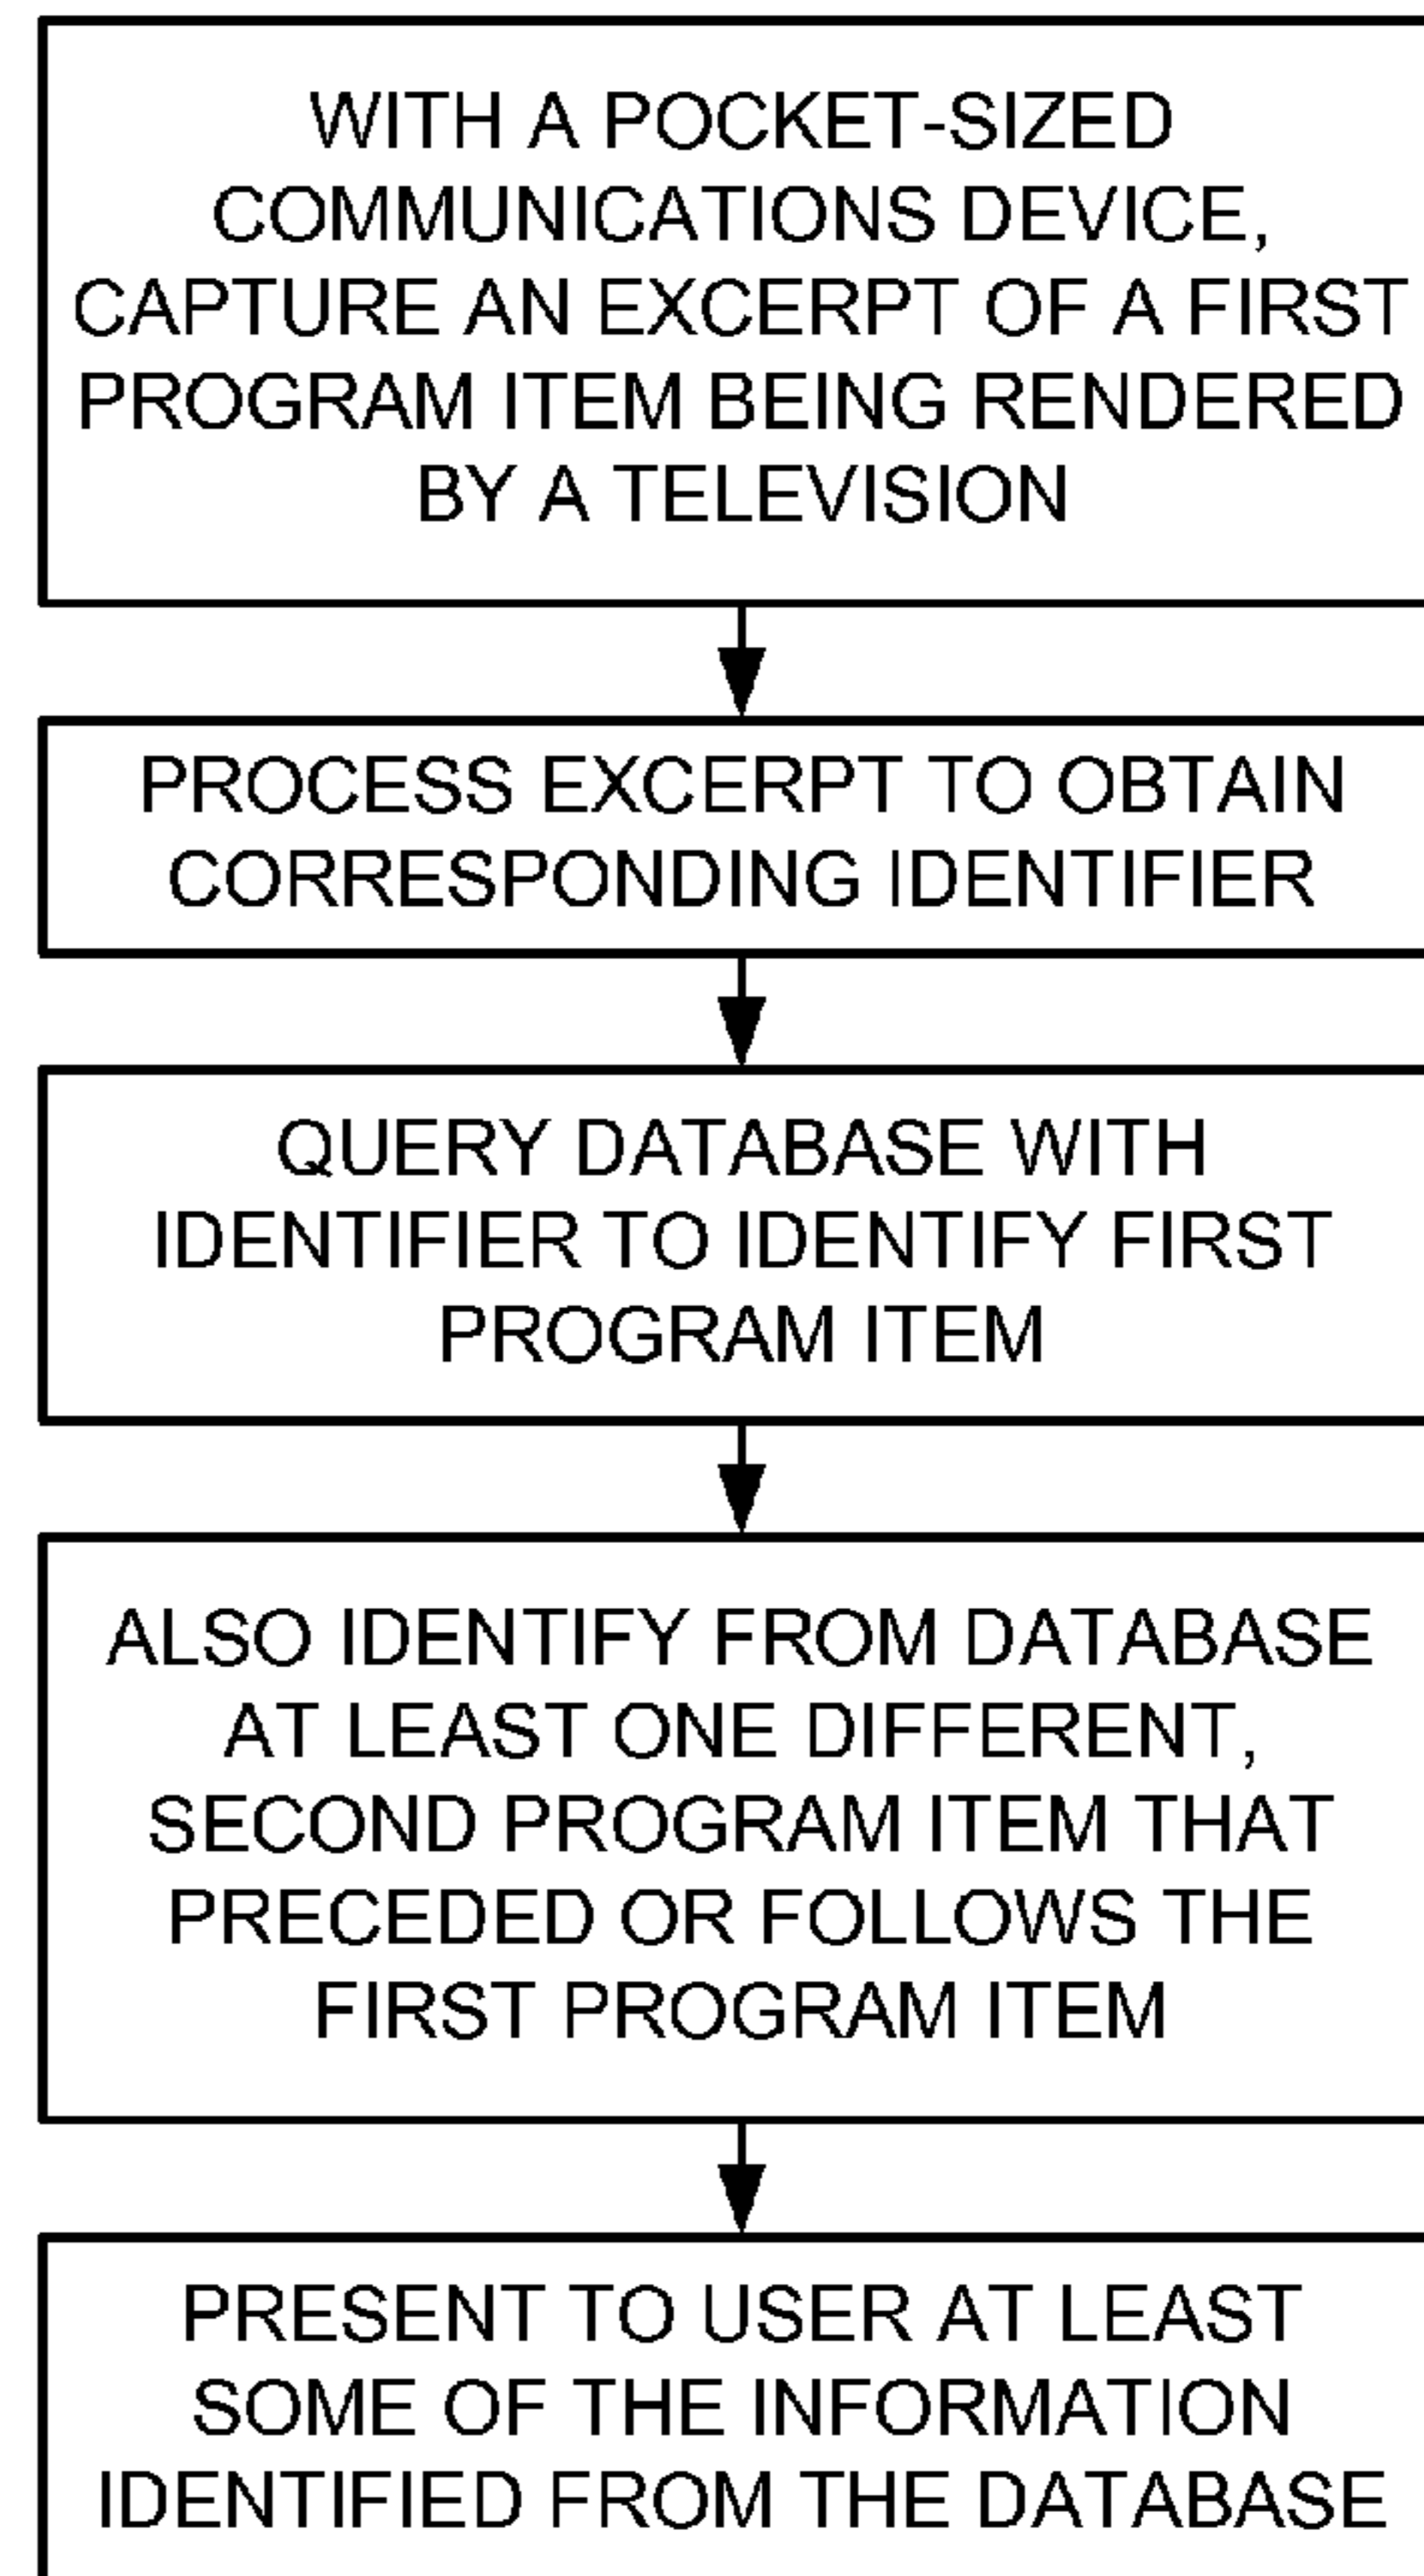 WITH A POCKET-SIZED
COMMUNICATIONS DEVICE,
CAPTURE AN EXCERPT OF A FIRST
PROGRAM ITEM BEING RENDERED
BY A TELEVISION
PROCESS EXCERPT TO OBTAIN
CORRESPONDING IDENTIFIER
QUERY DATABASE WITH
IDENTIFIER TO IDENTIFY FIRST
PROGRAM ITEM
ALSO IDENTIFY FROM DATABASE
AT LEAST ONE DIFFERENT,
SECOND PROGRAM ITEM THAT
PRECEDED OR FOLLOWS THE
FIRST PROGRAM ITEM
PRESENT TO USER AT LEAST
SOME OF THE INFORMATION
IDENTIFIED FROM THE DATABASE